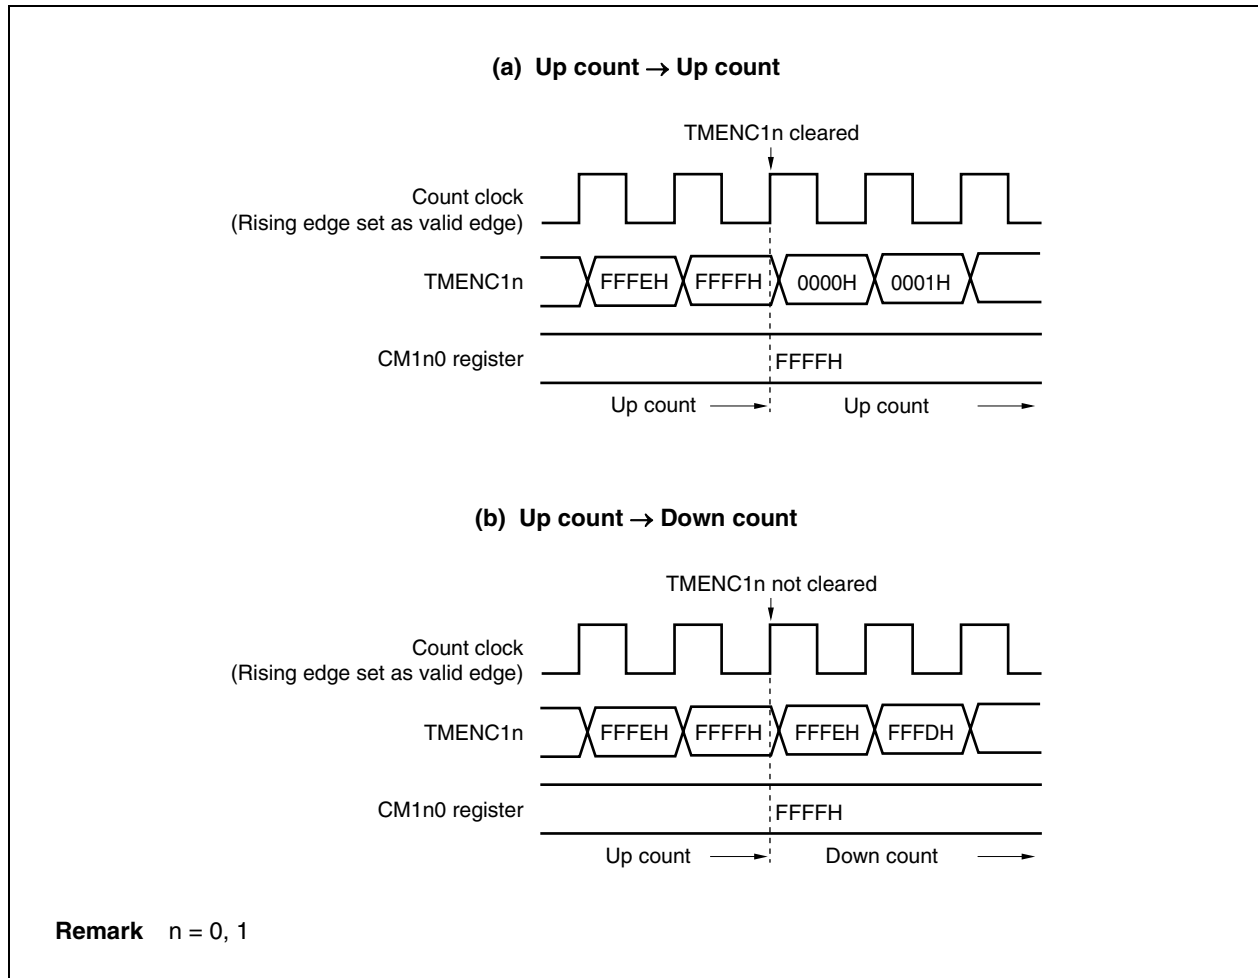 (a) Up count → Up count
TMENC1n cleared
Count clock
(Rising edge set as valid edge)
TMENC1n
FFFEH FFFFH 0000H 0001H
CM1n0 register
FFFFH
Up count Up count
(b) Up count → Down count
TMENC1n not cleared
Count clock
(Rising edge set as valid edge)
TMENC1n
FFFEH FFFFH FFFEH FFFDH
CM1n0 register
FFFFH
Up count Down count
Remark n = 0, 1